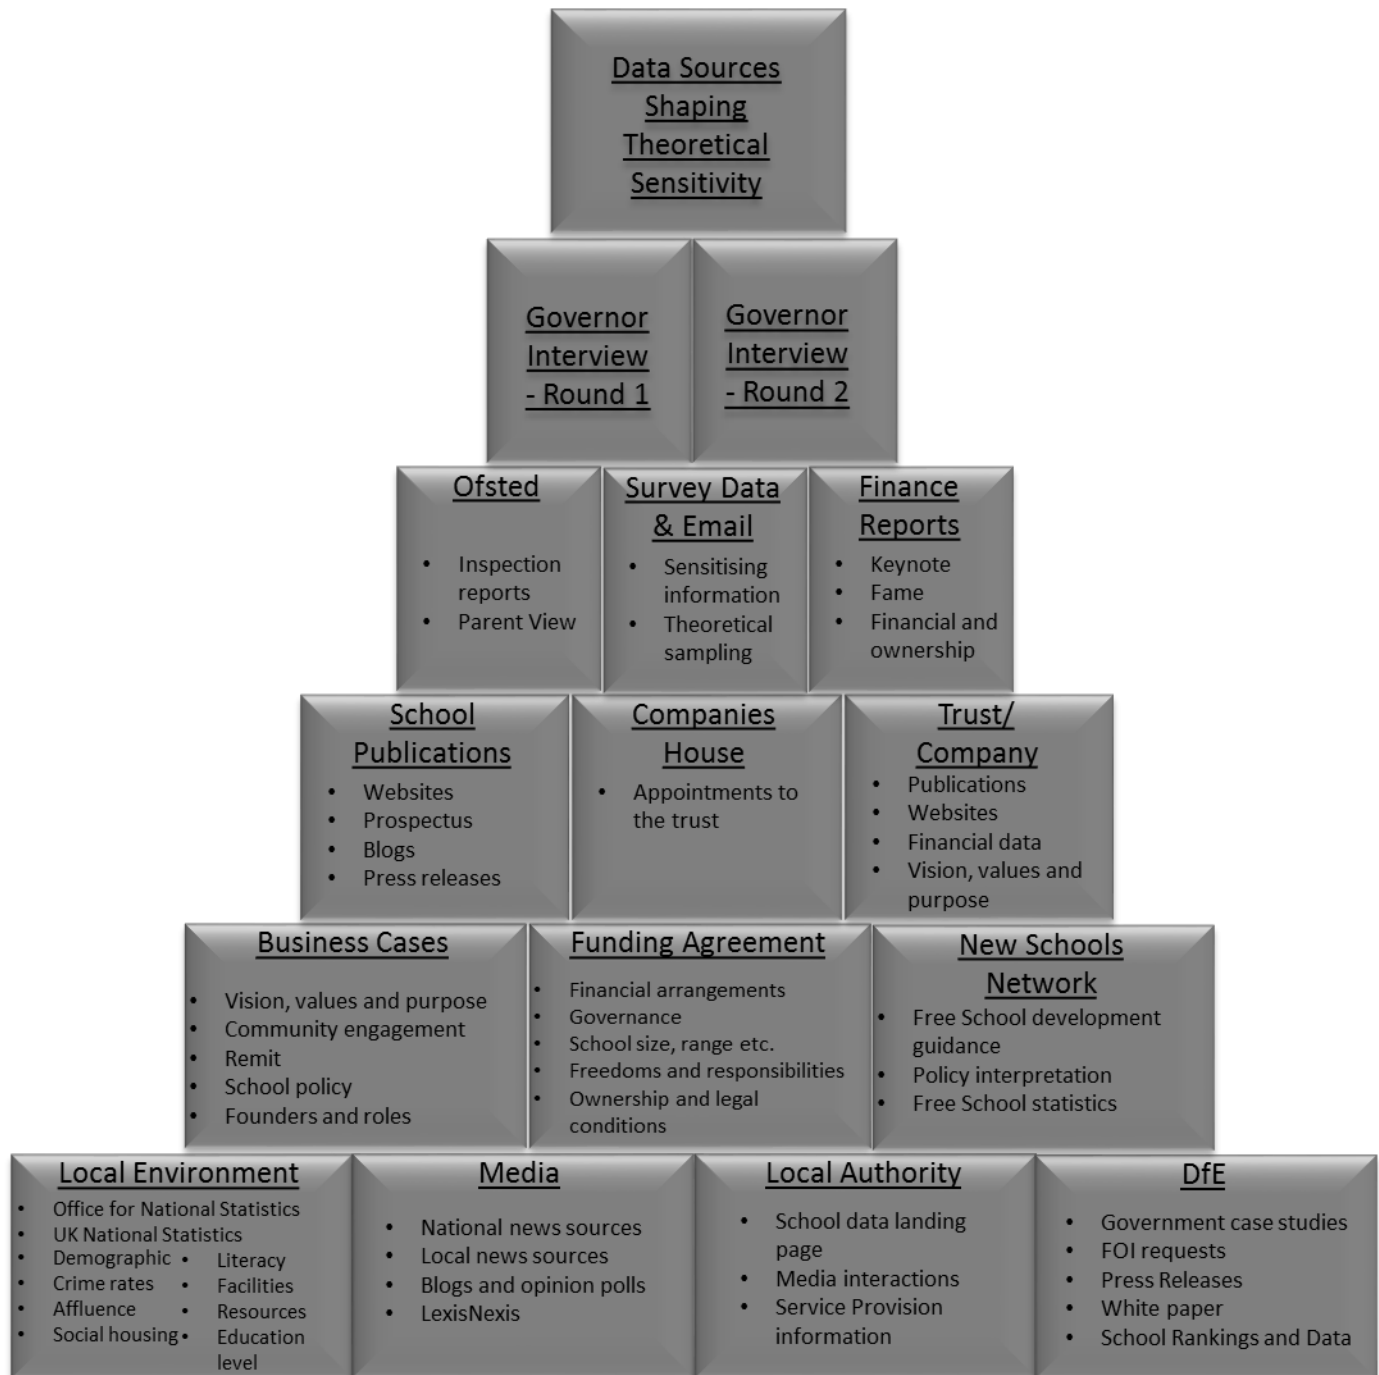 Data Sources
Shaping
Theoretical
Sensitivity
Governor
Interview
- Round 1
Governor
Interview
- Round 2
Ofsted
• Inspection
reports
• Parent View
Survey Data
& Email
• Sensitising
information
• Theoretical
sampling
Finance
Reports
• Keynote
• Fame
• Financial and
ownership
School
Publications
• Websites
• Prospectus
• Blogs
• Press releases
Companies
House
• Appointments to
the trust
Trust/
Company
• Publications
• Websites
• Financial data
• Vision, values and
purpose
Business Cases
• Vision, values and purpose
• Community engagement
• Remit
• School policy
• Founders and roles
Funding Agreement
• Financial arrangements
• Governance
• School size, range etc.
• Freedoms and responsibilities
• Ownership and legal
conditions
New Schools
Network
• Free School development
guidance
• Policy interpretation
• Free School statistics
Local Environment
• Office for National Statistics
• UK National Statistics
• Demographic
• Crime rates
• Affluence
• Social housing
• Literacy
• Facilities
• Resources
• Education
level
Media
• National news sources
• Local news sources
• Blogs and opinion polls
• LexisNexis
Local Authority
• School data landing
page
• Media interactions
• Service Provision
information
DfE
• Government case studies
• FOI requests
• Press Releases
• White paper
• School Rankings and Data